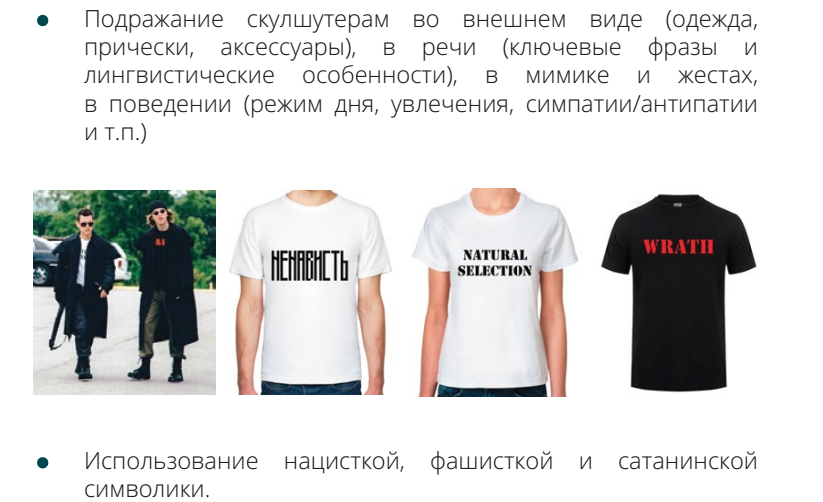 Подражание скулшутерам во внешнем виде (одежда,
прически, аксессуары), в речи (ключевые фразы и
лингвистические особенности), в мимике и жестах,
в поведении (режим дня, увлечения, симпатии/антипатии
и т.п.)
НЕНАВИСТЬ
NATURAL
SELECTION
WRATH
Использование нацисткой, фашисткой и сатанинской
символики.